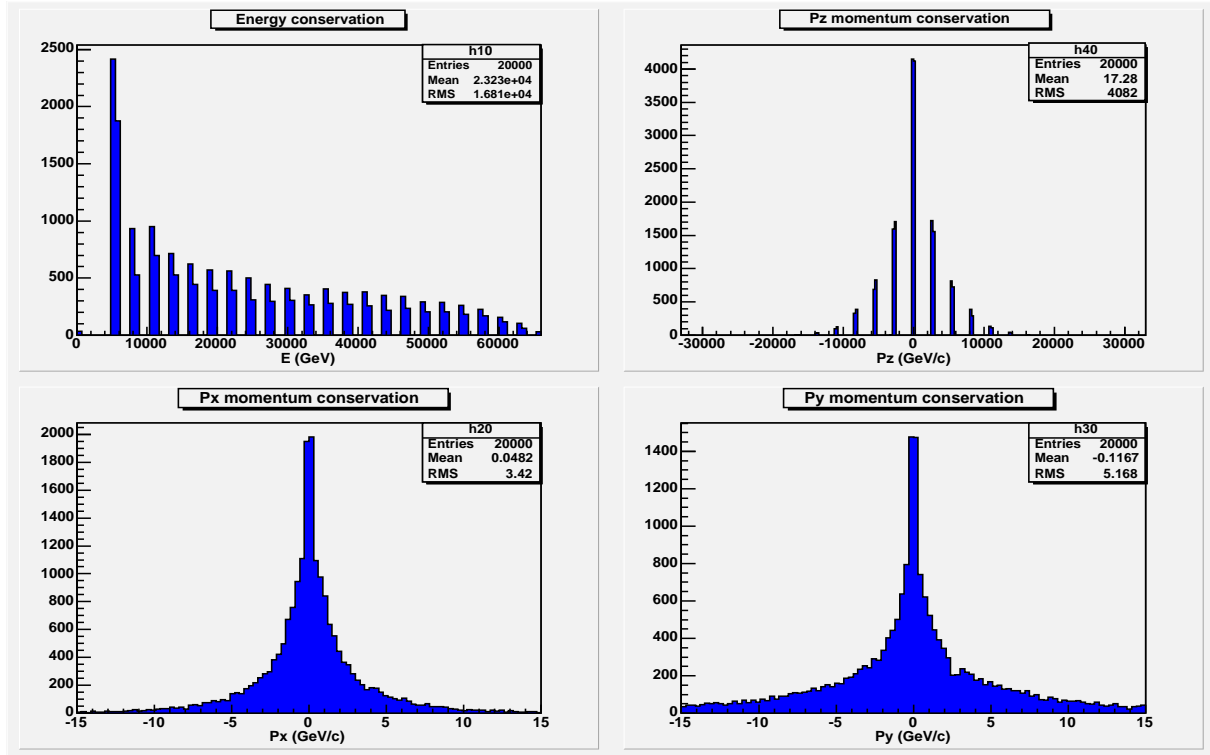 Energy conservation
h10
Entries 20000
Mean 2.323e+04
RMS 1.681e+04
2500
2000
1500
1000
500
0
0 10000 20000 30000 40000 50000 60000
E (GeV)
Pz momentum conservation
h40
Entries 20000
Mean 17.28
RMS 4082
4000
3500
3000
2500
2000
1500
1000
500
0
-30000 -20000 -10000 0 10000 20000 30000
Pz (GeV/c)
Px momentum conservation
h20
Entries 20000
Mean 0.0482
RMS 3.42
2000
1800
1600
1400
1200
1000
800
600
400
200
0
-15 -10 -5 0 5 10 15
Px (GeV/c)
Py momentum conservation
h30
Entries 20000
Mean -0.1167
RMS 5.168
1400
1200
1000
800
600
400
200
0
-15 -10 -5 0 5 10 15
Py (GeV/c)